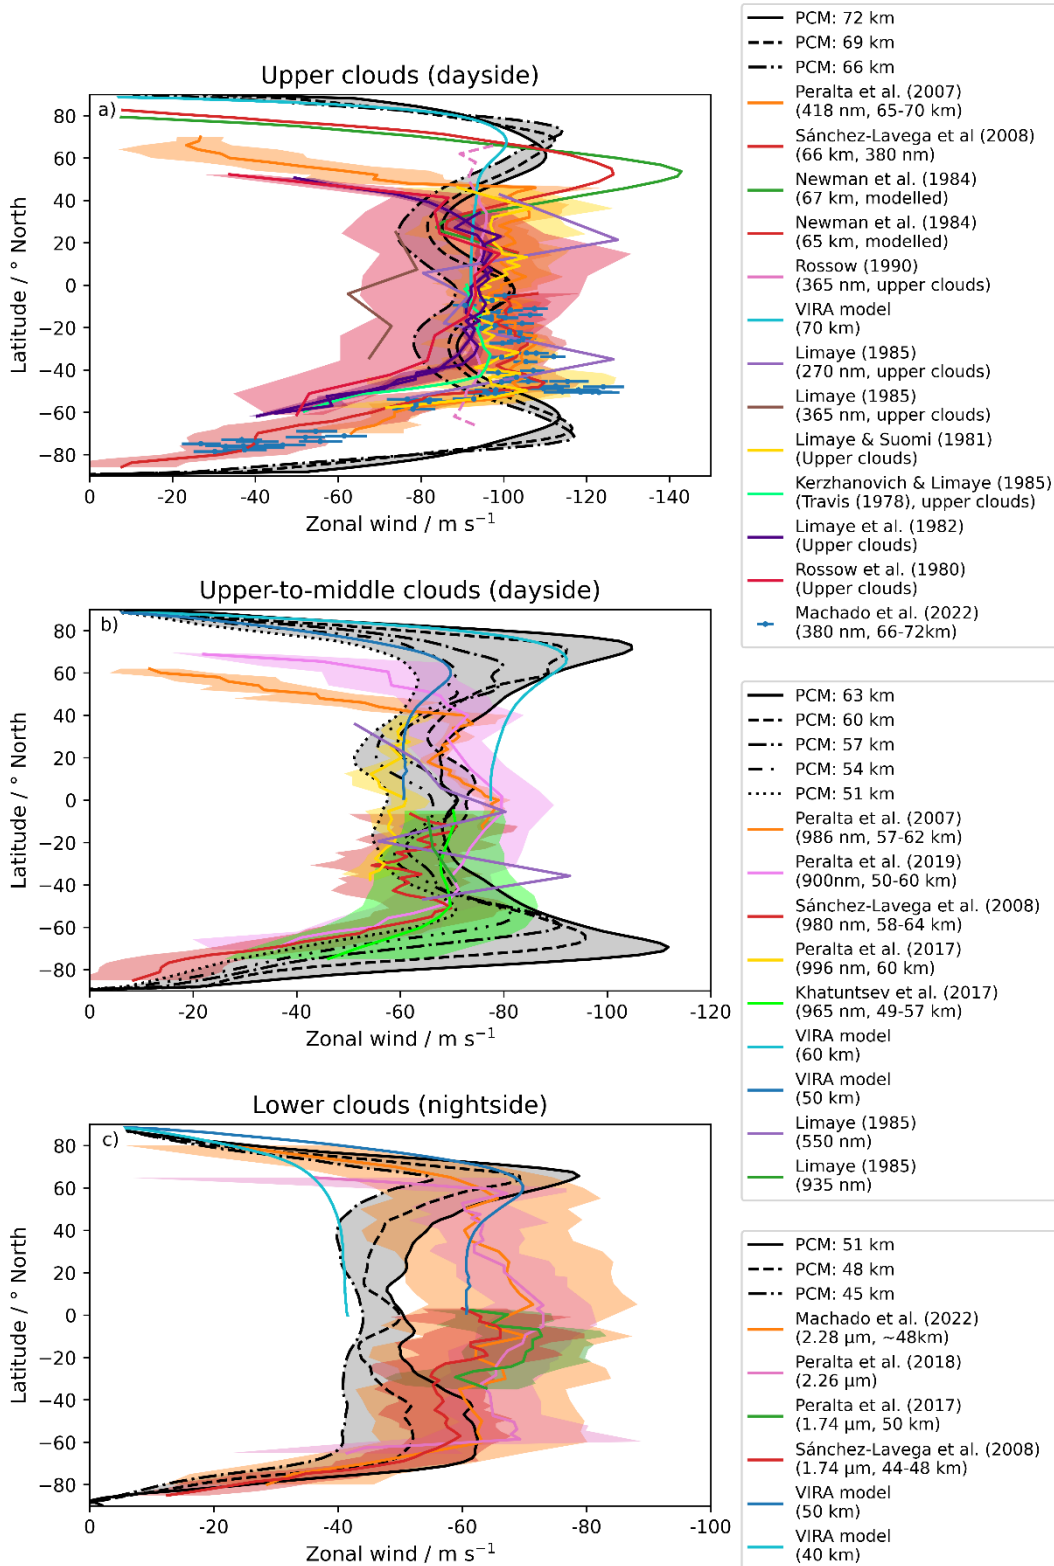 Upper clouds (dayside)
a)
80
60
40
20
0
−20
−40
−60
−80
Latitude / ° North
0
-20
-40
-60
-80
-100
-120
-140
Zonal wind / m s⁻¹
PCM: 72 km
PCM: 69 km
PCM: 66 km
Peralta et al. (2007)
(418 nm, 65-70 km)
Sánchez-Lavega et al (2008)
(66 km, 380 nm)
Newman et al. (1984)
(67 km, modelled)
Newman et al. (1984)
(65 km, modelled)
Rossow (1990)
(365 nm, upper clouds)
VIRA model
(70 km)
Limaye (1985)
(270 nm, upper clouds)
Limaye (1985)
(365 nm, upper clouds)
Limaye & Suomi (1981)
(Upper clouds)
Kerzhanovich & Limaye (1985)
(Travis (1978), upper clouds)
Limaye et al. (1982)
(Upper clouds)
Rossow et al. (1980)
(Upper clouds)
Machado et al. (2022)
(380 nm, 66-72km)
Upper-to-middle clouds (dayside)
b)
80
60
40
20
0
−20
−40
−60
−80
Latitude / ° North
0
-20
-40
-60
-80
-100
-120
Zonal wind / m s⁻¹
PCM: 63 km
PCM: 60 km
PCM: 57 km
PCM: 54 km
PCM: 51 km
Peralta et al. (2007)
(986 nm, 57-62 km)
Peralta et al. (2019)
(900nm, 50-60 km)
Sánchez-Lavega et al. (2008)
(980 nm, 58-64 km)
Peralta et al. (2017)
(996 nm, 60 km)
Khatuntsev et al. (2017)
(965 nm, 49-57 km)
VIRA model
(60 km)
VIRA model
(50 km)
Limaye (1985)
(550 nm)
Limaye (1985)
(935 nm)
Lower clouds (nightside)
c)
80
60
40
20
0
−20
−40
−60
−80
Latitude / ° North
0
-20
-40
-60
-80
-100
Zonal wind / m s⁻¹
PCM: 51 km
PCM: 48 km
PCM: 45 km
Machado et al. (2022)
(2.28 μm, ~48km)
Peralta et al. (2018)
(2.26 μm)
Peralta et al. (2017)
(1.74 μm, 50 km)
Sánchez-Lavega et al. (2008)
(1.74 μm, 44-48 km)
VIRA model
(50 km)
VIRA model
(40 km)